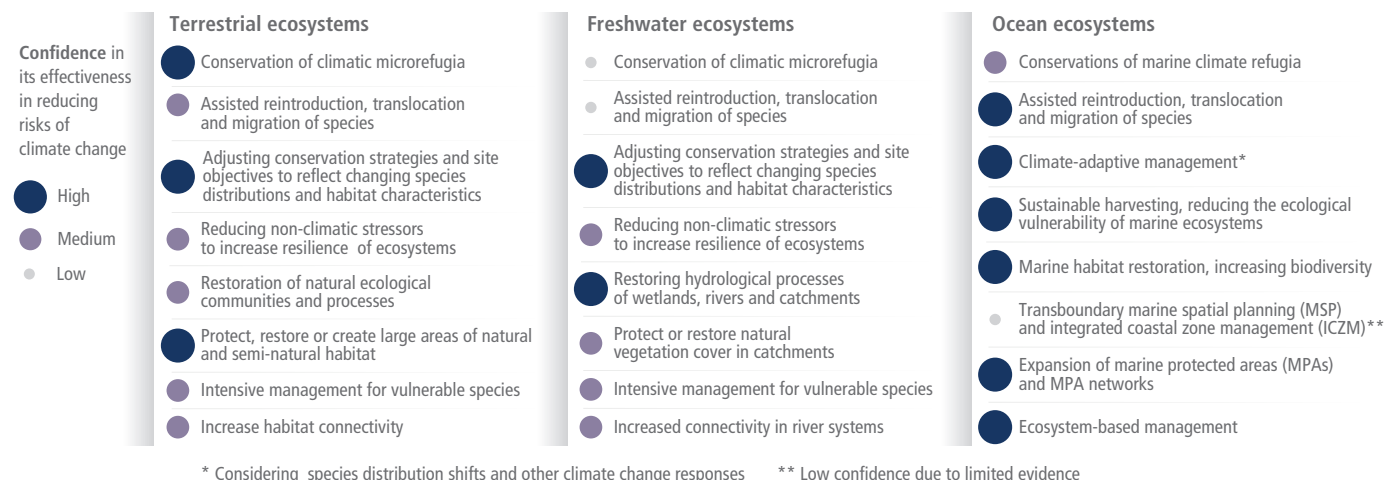 Confidence in
its effectiveness
in reducing
risks of
climate change
High
Medium
Low
Terrestrial ecosystems
Conservation of climatic microrefugia
Assisted reintroduction, translocation
and migration of species
Adjusting conservation strategies and site
objectives to reflect changing species
distributions and habitat characteristics
Reducing non-climatic stressors
to increase resilience of ecosystems
Restoration of natural ecological
communities and processes
Protect, restore or create large areas of natural
and semi-natural habitat
Intensive management for vulnerable species
Increase habitat connectivity
Freshwater ecosystems
Conservation of climatic microrefugia
Assisted reintroduction, translocation
and migration of species
Adjusting conservation strategies and site
objectives to reflect changing species
distributions and habitat characteristics
Reducing non-climatic stressors
to increase resilience of ecosystems
Restoring hydrological processes
of wetlands, rivers and catchments
Protect or restore natural
vegetation cover in catchments
Intensive management for vulnerable species
Increased connectivity in river systems
Ocean ecosystems
Conservations of marine climate refugia
Assisted reintroduction, translocation
and migration of species
Climate-adaptive management*
Sustainable harvesting, reducing the ecological
vulnerability of marine ecosystems
Marine habitat restoration, increasing biodiversity
Transboundary marine spatial planning (MSP)
and integrated coastal zone management (ICZM)**
Expansion of marine protected areas (MPAs)
and MPA networks
Ecosystem-based management
* Considering species distribution shifts and other climate change responses ** Low confidence due to limited evidence